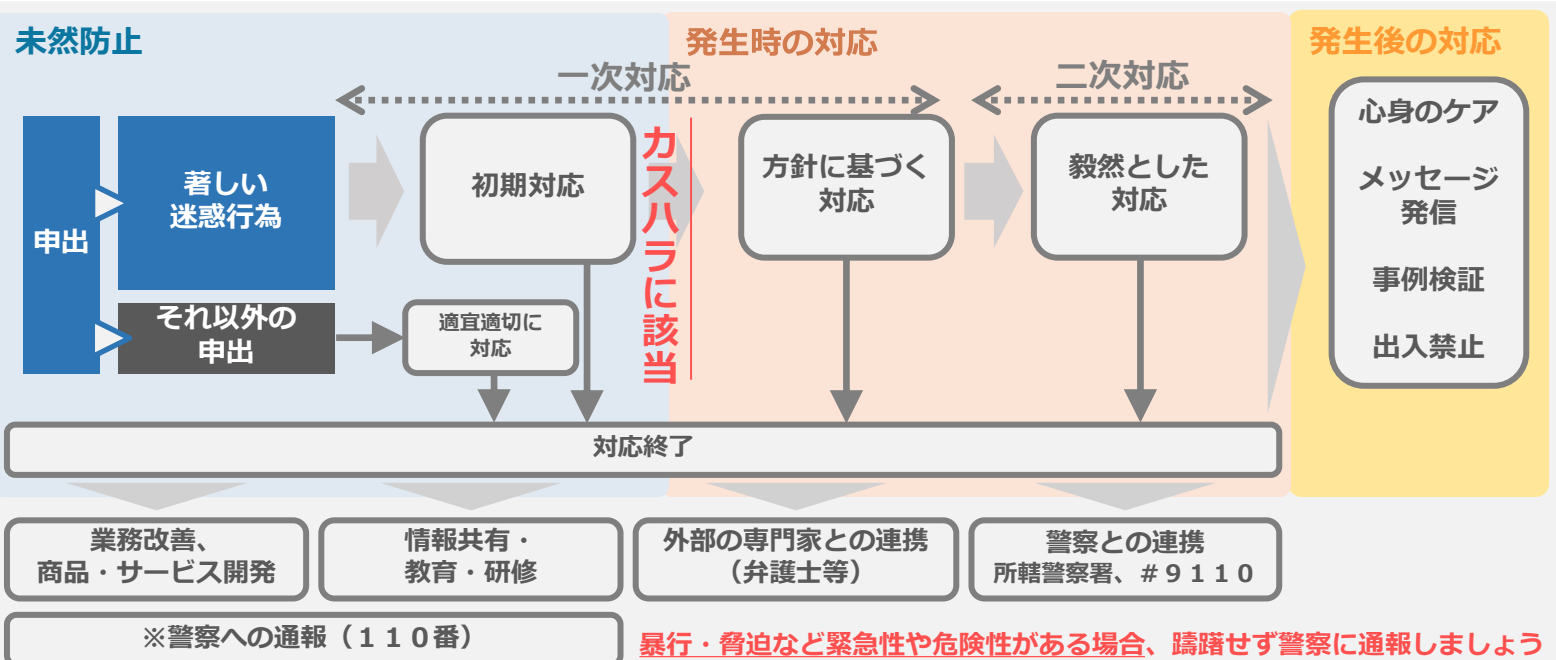 未然防止
発生時の対応
発生後の対応
一次対応
二次対応
申出
著しい
迷惑行為
初期対応
カスハラに該当
方針に基づく
対応
毅然とした
対応
心身のケア
メッセージ
発信
事例検証
出入禁止
それ以外の
申出
適宜適切に
対応
対応終了
業務改善、
商品・サービス開発
情報共有・
教育・研修
外部の専門家との連携
（弁護士等）
警察との連携
所轄警察署、＃９１１０
※警察への通報（１１０番）
暴行・脅迫など緊急性や危険性がある場合、躊躇せず警察に通報しましょう